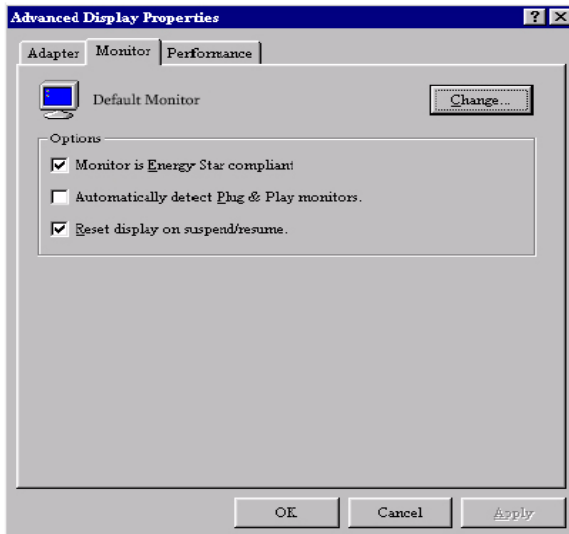 Advanced Display Properties
Adapter Monitor Performance
Default Monitor Change...
Options
Monitor is Energy Star compliant
Automatically detect Plug & Play monitors.
Reset display on suspend/resume.
OK Cancel Apply